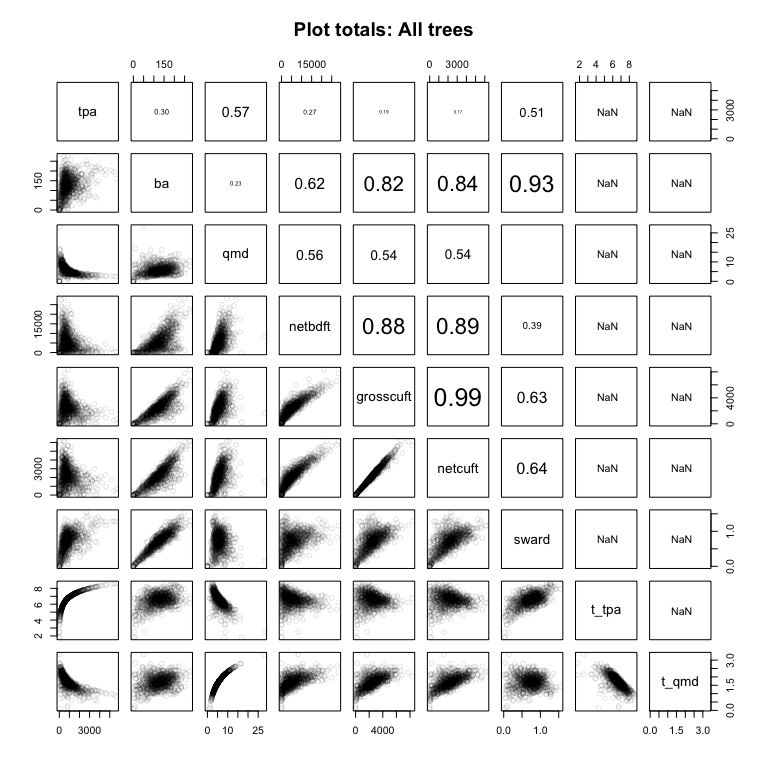 Plot totals: All trees
0 150 0 15000 0 3000 2 4 6 8
tpa 0.30 0.57 0.27 0.19 0.17 0.51 NaN NaN 0 3000
0 150 ba 0.23 0.62 0.82 0.84 0.93 NaN NaN
qmd 0.56 0.54 0.54 NaN NaN 0 10 25
0 15000 netbdft 0.88 0.89 0.39 NaN NaN
grosscuft 0.99 0.63 NaN NaN 0 4000
0 3000 netcuft 0.64 NaN NaN
sward NaN NaN 0.0 1.0
2 4 6 8 t_tpa NaN
t_qmd 0.0 1.5 3.0
0 3000 0 10 25 0 4000 0.0 1.0 0.0 1.5 3.0